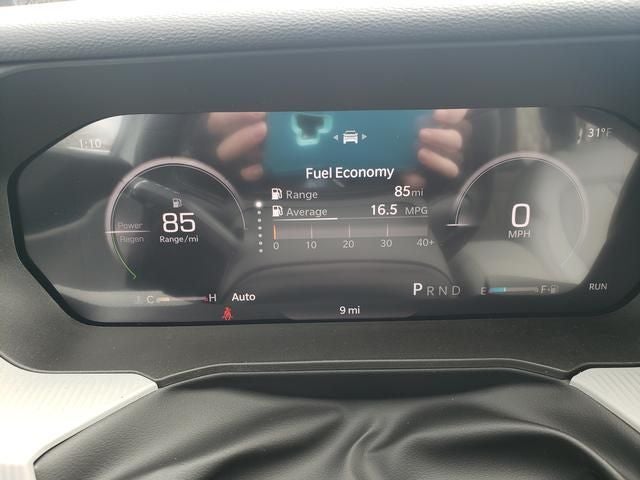 1:10
31°F
Fuel Economy
Range 85mi
Average 16.5 MPG
0 10 20 30 40+
85
Range/mi
Power
Regen
0
MPH
C H Auto
PRND
E F
RUN
9 mi